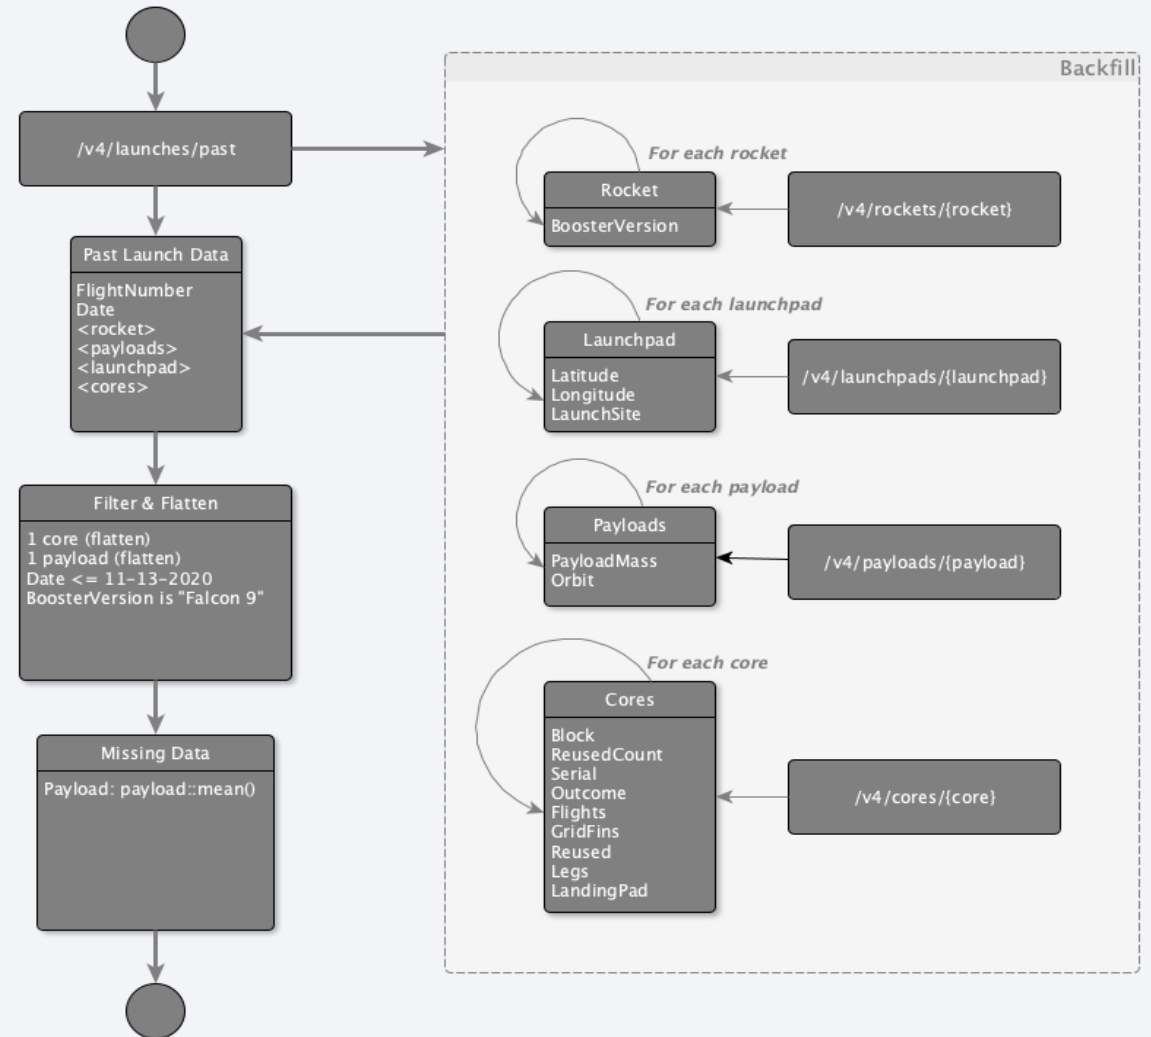 Backfill
/v4/launches/past
For each rocket
Rocket
BoosterVersion
/v4/rockets/{rocket}
Past Launch Data
FlightNumber
Date
<rocket>
<payloads>
<launchpad>
<cores>
For each launchpad
Launchpad
Latitude
Longitude
LaunchSite
/v4/launchpads/{launchpad}
Filter & Flatten
1 core (flatten)
1 payload (flatten)
Date <= 11-13-2020
BoosterVersion is "Falcon 9"
For each payload
Payloads
PayloadMass
Orbit
/v4/payloads/{payload}
Missing Data
Payload: payload::mean()
For each core
Cores
Block
ReusedCount
Serial
Outcome
Flights
GridFins
Reused
Legs
LandingPad
/v4/cores/{core}